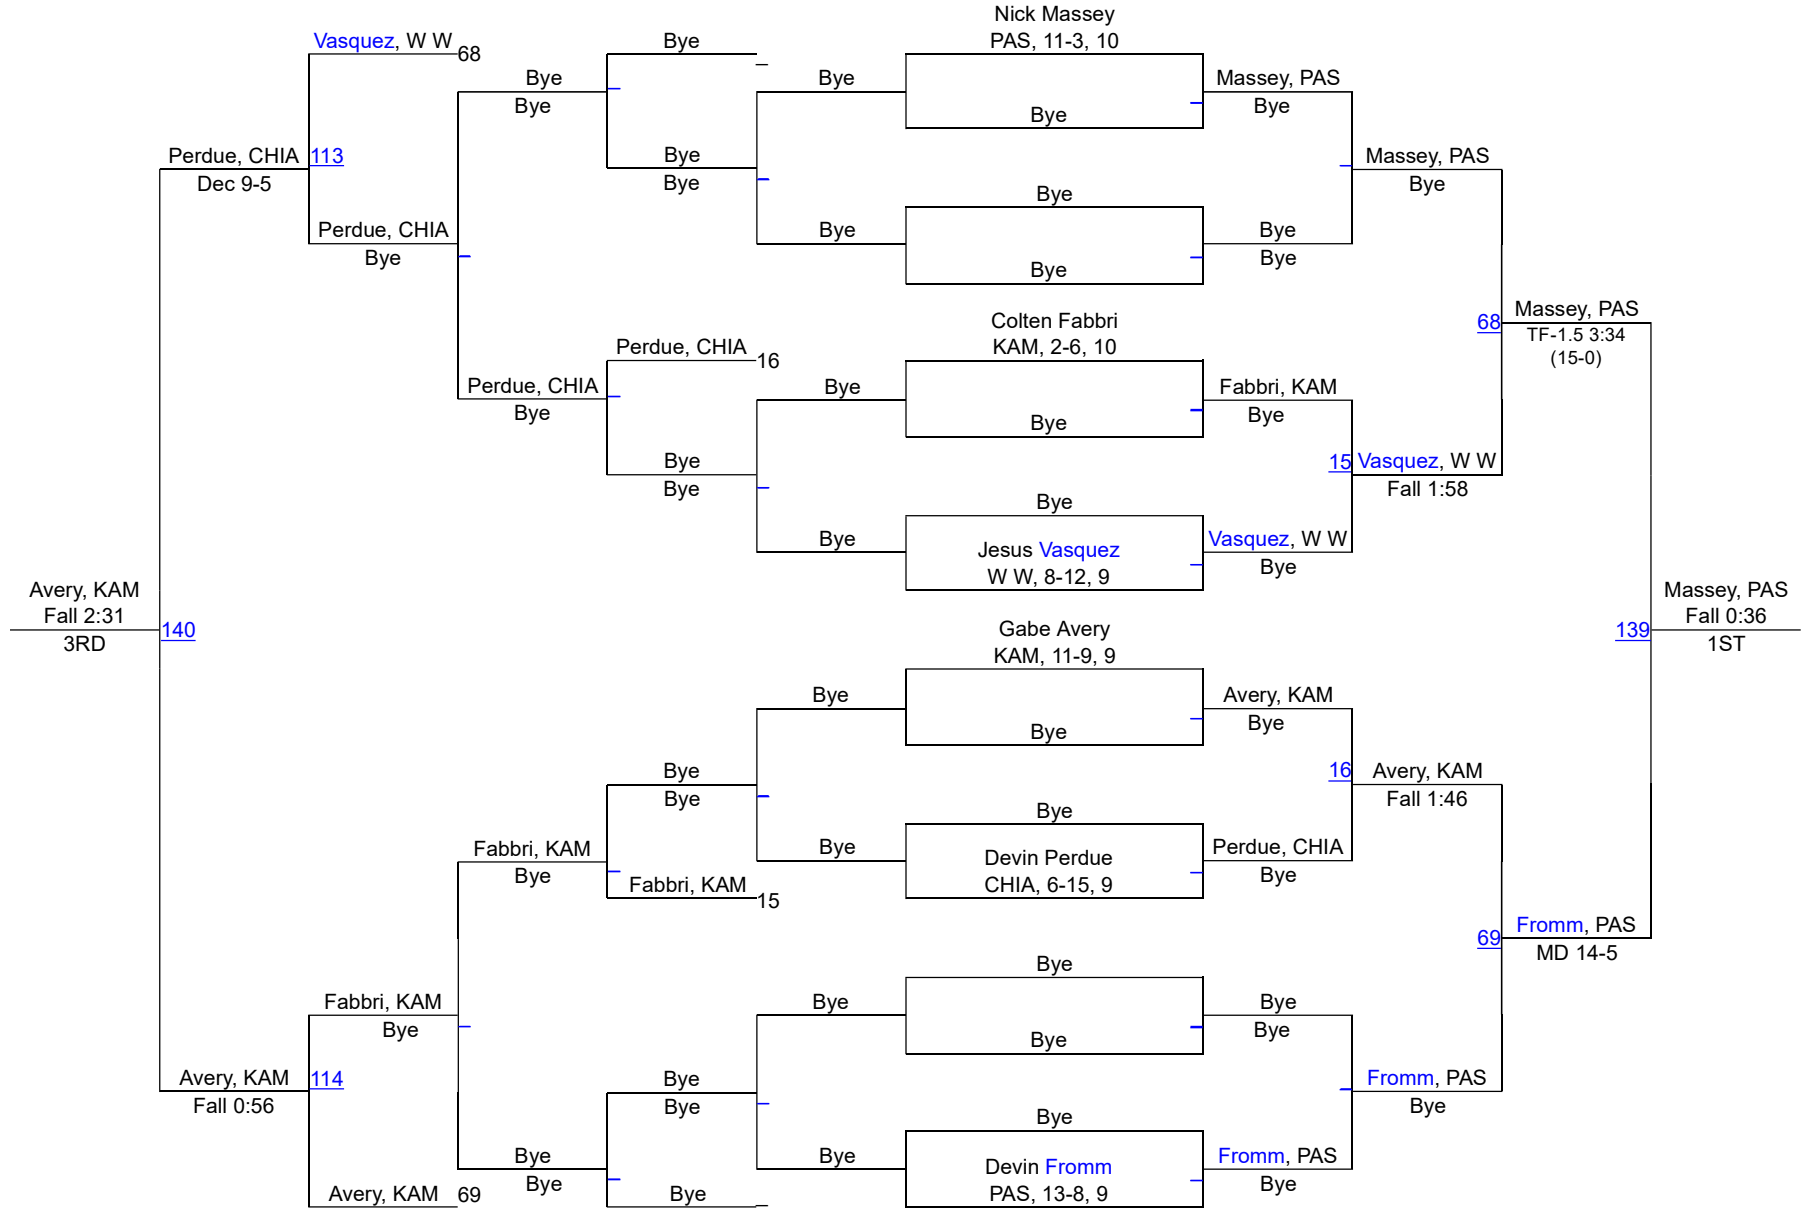 Nick Massey
Vasquez, W W
68
Bye
PAS, 11-3, 10
Bye
Bye
Bye
Massey, PAS
Bye
Bye
Bye
Perdue, CHIA
113
Bye
Massey, PAS
Dec 9-5
Bye
Bye
Bye
Perdue, CHIA
Bye
Bye
Bye
Bye
Bye
Colten Fabbri
68
Massey, PAS
Perdue, CHIA
16
KAM, 2-6, 10
TF-1.5 3:34
(15-0)
Perdue, CHIA
Bye
Fabbri, KAM
Bye
Bye
Bye
Bye
15
Vasquez, W W
Bye
Fall 1:58
Bye
Bye
Jesus Vasquez
Vasquez, W W
W W, 8-12, 9
Bye
Avery, KAM
Massey, PAS
Fall 2:31
Fall 0:36
140
Gabe Avery
139
3RD
KAM, 11-9, 9
1ST
Bye
Avery, KAM
Bye
Bye
Bye
16
Avery, KAM
Bye
Fall 1:46
Bye
Fabbri, KAM
Bye
Devin Perdue
Perdue, CHIA
Bye
Fabbri, KAM
15
CHIA, 6-15, 9
Bye
69
Fromm, PAS
MD 14-5
Bye
Fabbri, KAM
Bye
Bye
Bye
Bye
Bye
Avery, KAM
114
Bye
Fromm, PAS
Fall 0:56
Bye
Bye
Bye
Bye
Bye
Devin Fromm
Fromm, PAS
Bye
Avery, KAM
69
Bye
PAS, 13-8, 9
Bye